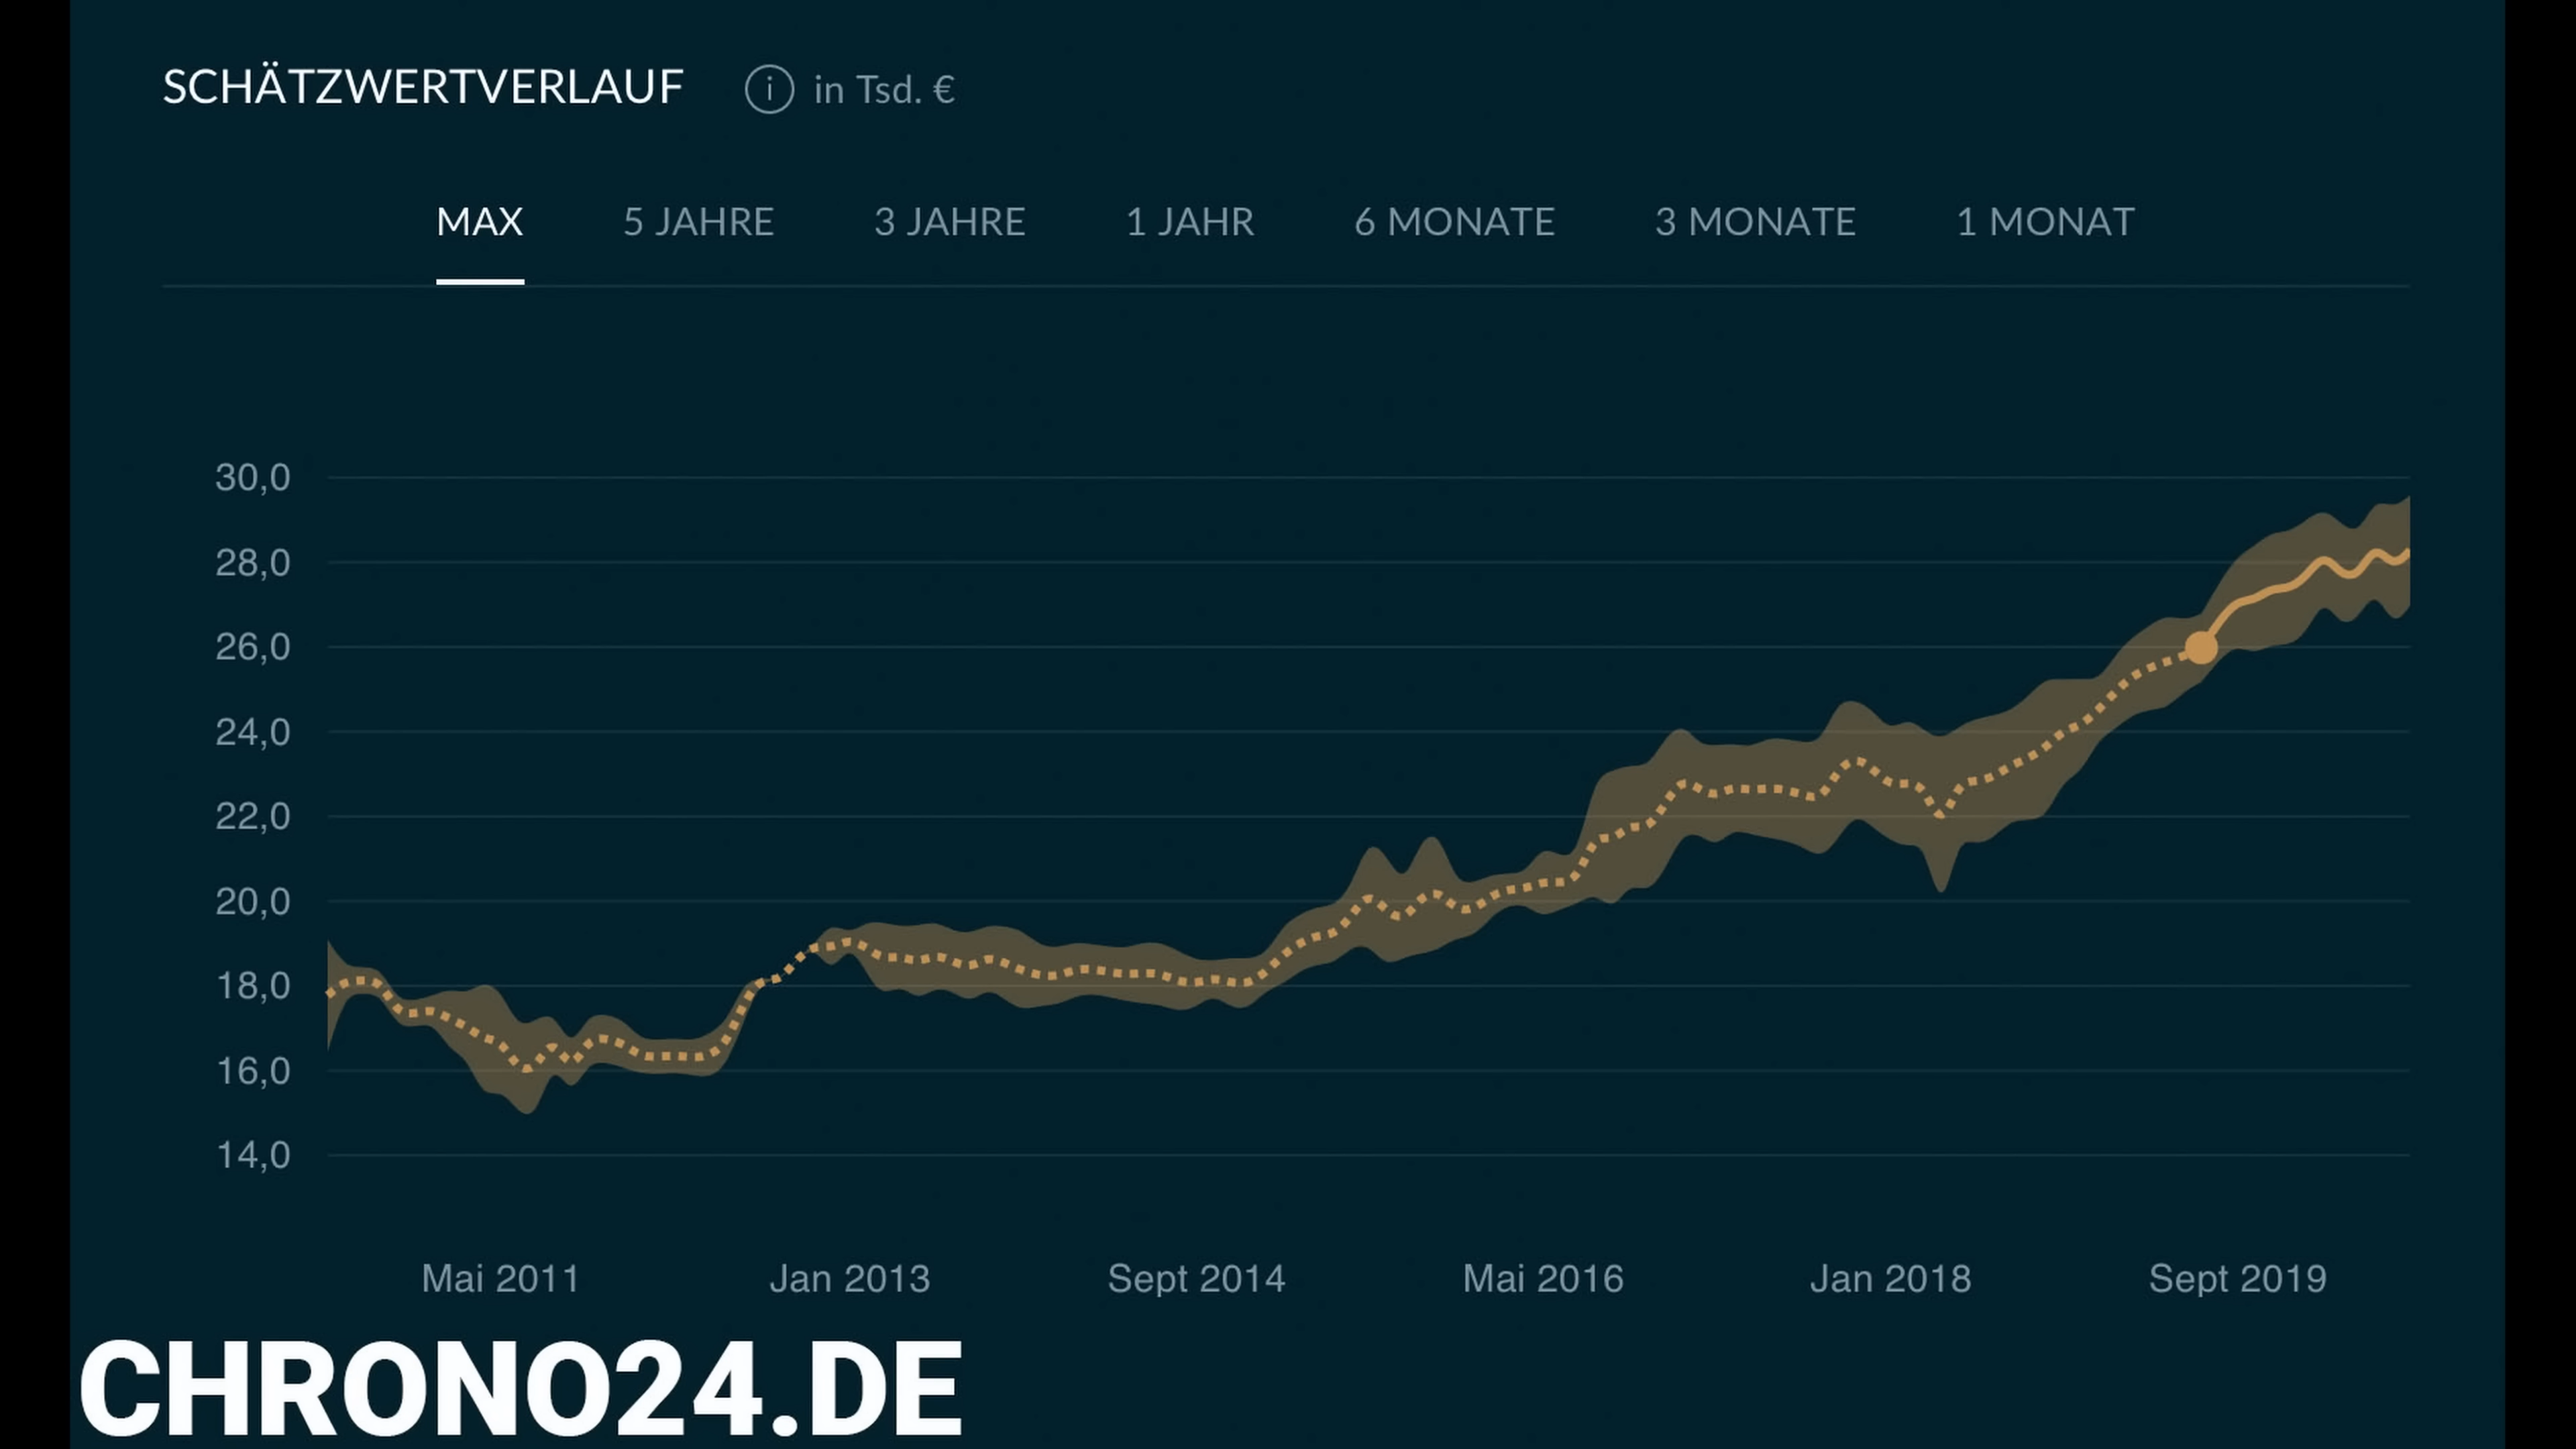 SCHÄTZWERTVERLAUF i in Tsd. €
MAX 5 JAHRE 3 JAHRE 1 JAHR 6 MONATE 3 MONATE 1 MONAT
30,0
28,0
26,0
24,0
22,0
20,0
18,0
16,0
14,0
Mai 2011 Jan 2013 Sept 2014 Mai 2016 Jan 2018 Sept 2019
CHRONO24.DE